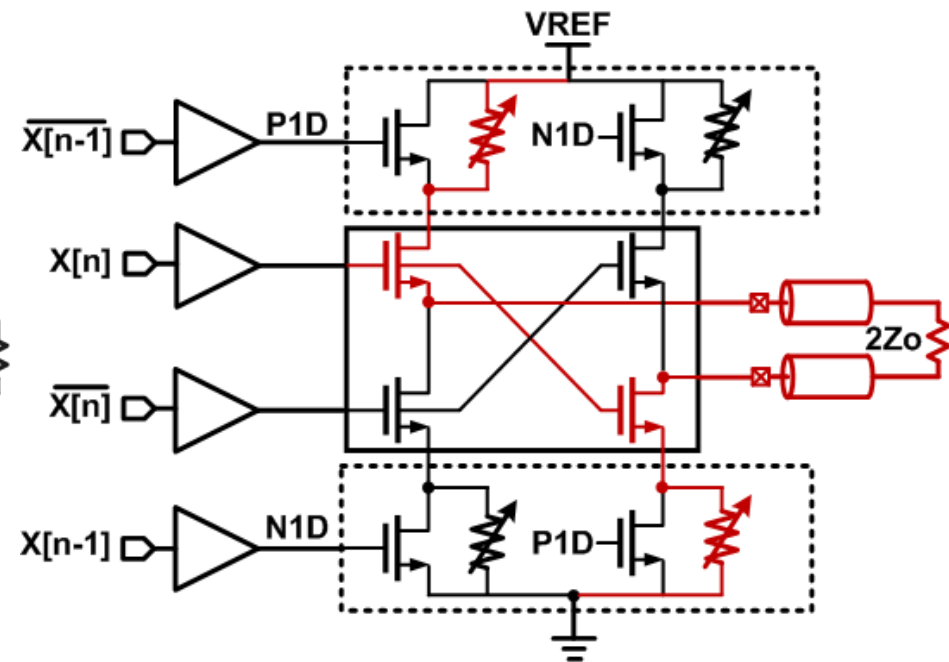 VREF
X̅[̅n̅-̅1̅]̅
P1D
N1D
X[n]
2Zo
X̅[̅n̅]̅
X[n-1]
N1D
P1D